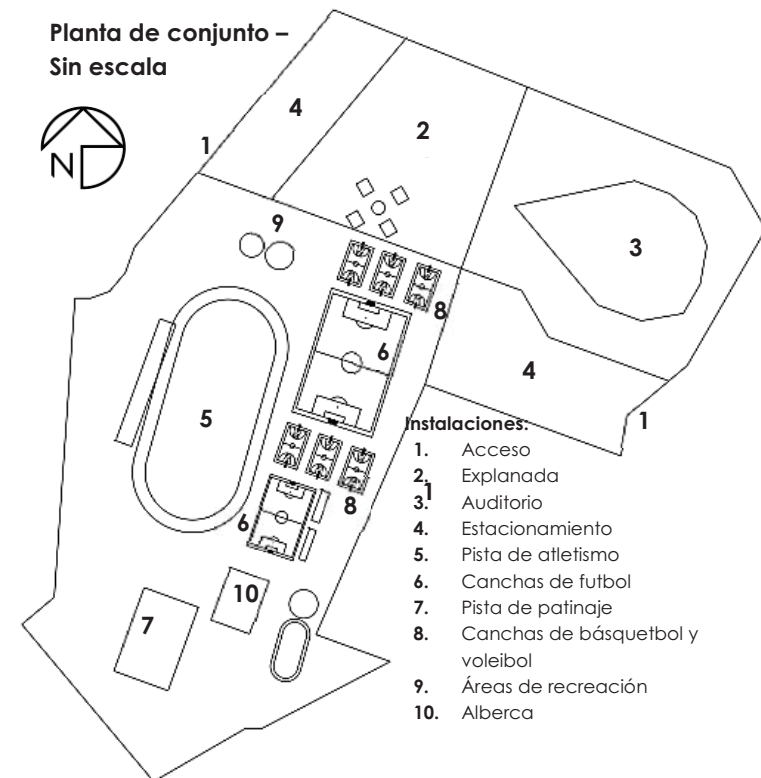 Planta de conjunto –
Sin escala
N
4
1
2
9
3
8
6
4
5
1
8
6
10
7
Instalaciones:
1. Acceso
2. Explanada
1
3. Auditorio
4. Estacionamiento
5. Pista de atletismo
6. Canchas de futbol
7. Pista de patinaje
8. Canchas de básquetbol y
voleibol
9. Áreas de recreación
10. Alberca